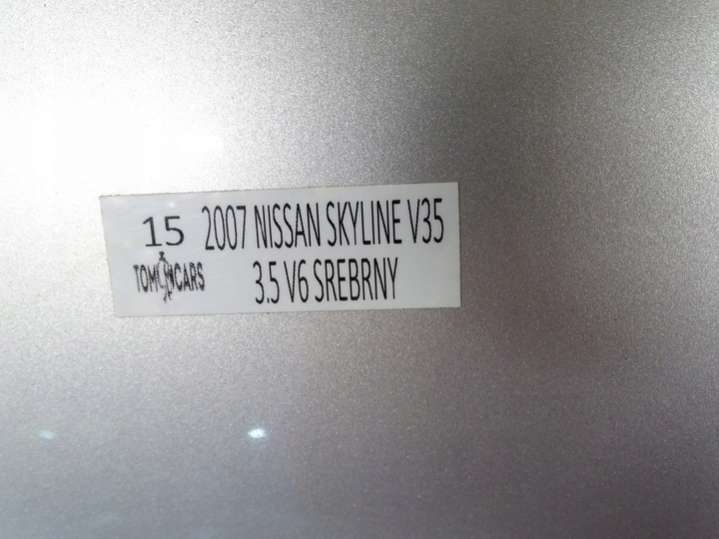 15 2007 NISSAN SKYLINE V35
TOMCARS 3.5 V6 SREBRNY